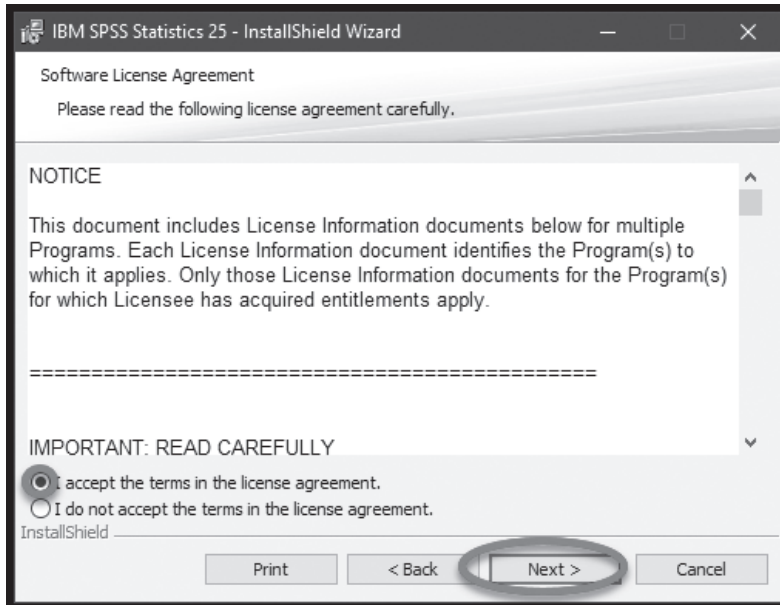 IBM SPSS Statistics 25 - InstallShield Wizard
Software License Agreement
Please read the following license agreement carefully.
NOTICE
This document includes License Information documents below for multiple
Programs. Each License Information document identifies the Program(s) to
which it applies. Only those License Information documents for the Program(s)
for which Licensee has acquired entitlements apply.
==============================================
IMPORTANT: READ CAREFULLY
I accept the terms in the license agreement.
I do not accept the terms in the license agreement.
InstallShield
Print
< Back
Next >
Cancel